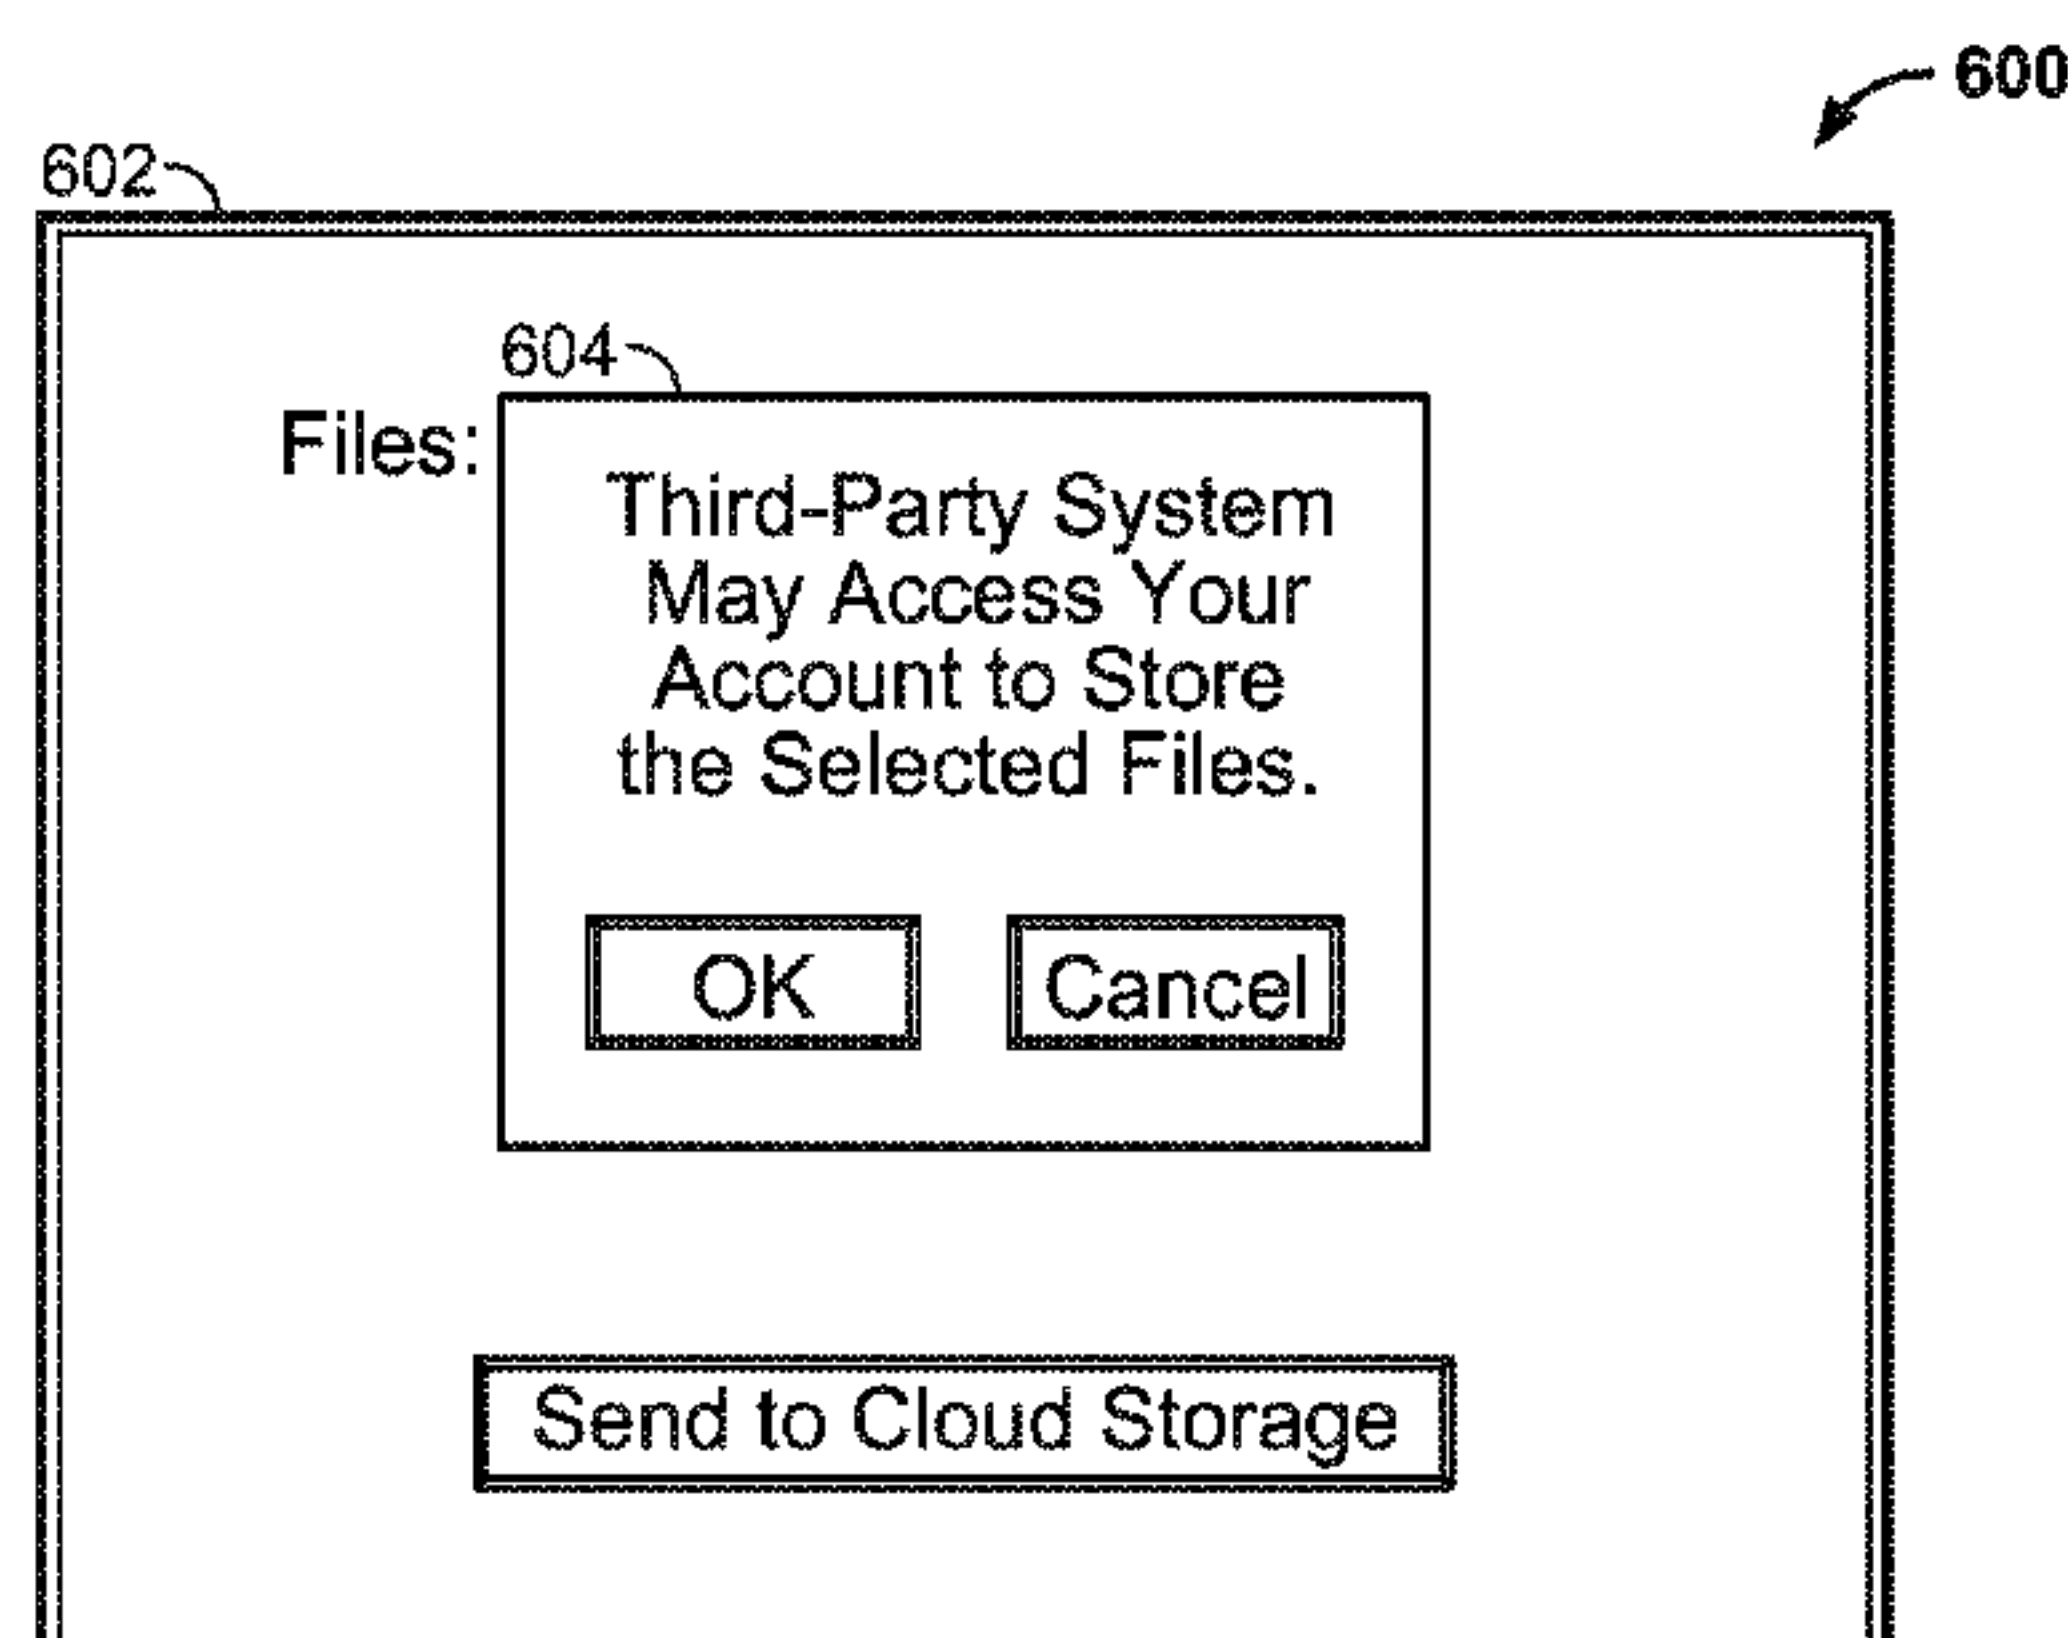 600
602
604
Files:
Third-Party System
May Access Your
Account to Store
the Selected Files.
OK Cancel
Send to Cloud Storage